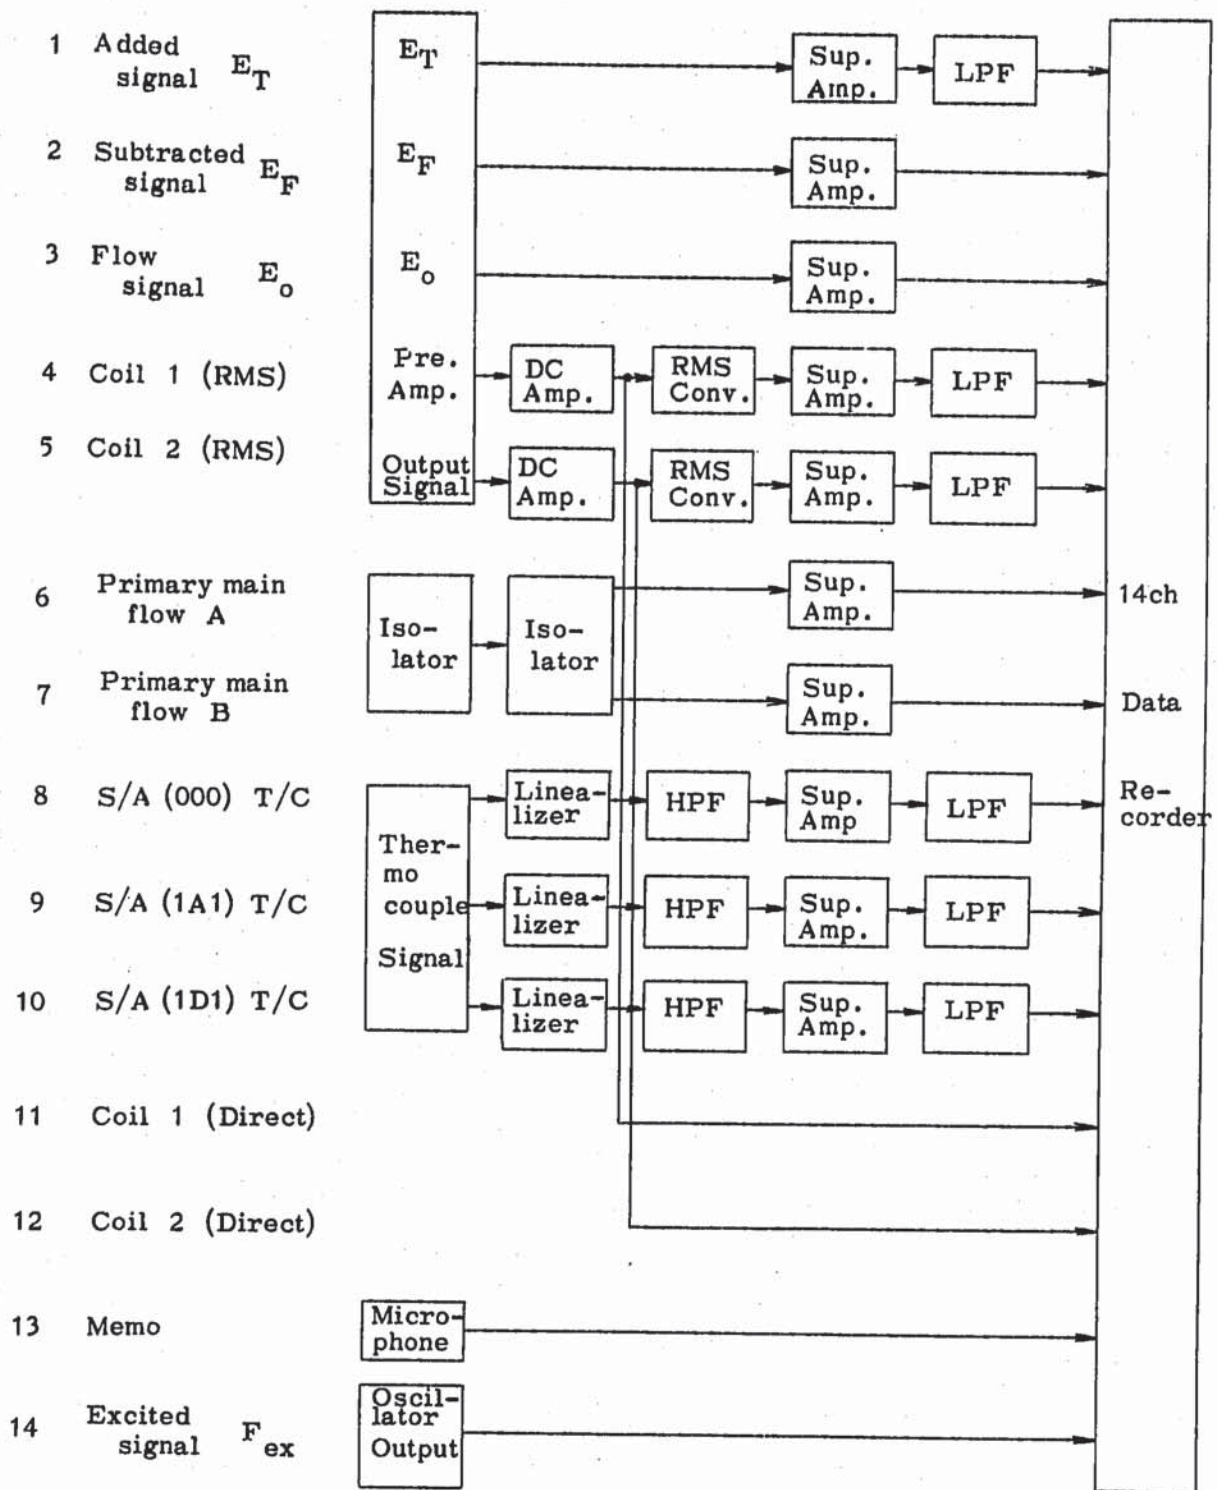 1 Added signal E_T
E_T
Sup. Amp.
LPF
2 Subtracted signal E_F
E_F
Sup. Amp.
3 Flow signal E_o
E_o
Sup. Amp.
4 Coil 1 (RMS)
Pre. Amp.
DC Amp.
RMS Conv.
Sup. Amp.
LPF
5 Coil 2 (RMS)
Output Signal
DC Amp.
RMS Conv.
Sup. Amp.
LPF
6 Primary main flow A
Iso-
lator
Iso-
lator
Sup. Amp.
7 Primary main flow B
Sup. Amp.
14ch
Data
Re-
corder
8 S/A (000) T/C
Ther-
mo
couple
Signal
Linea-
lizer
HPF
Sup. Amp
LPF
9 S/A (1A1) T/C
Linea-
lizer
HPF
Sup. Amp.
LPF
10 S/A (1D1) T/C
Linea-
lizer
HPF
Sup. Amp.
LPF
11 Coil 1 (Direct)
12 Coil 2 (Direct)
13 Memo
Micro-
phone
14 Excited signal F_ex
Oscil-
lator
Output